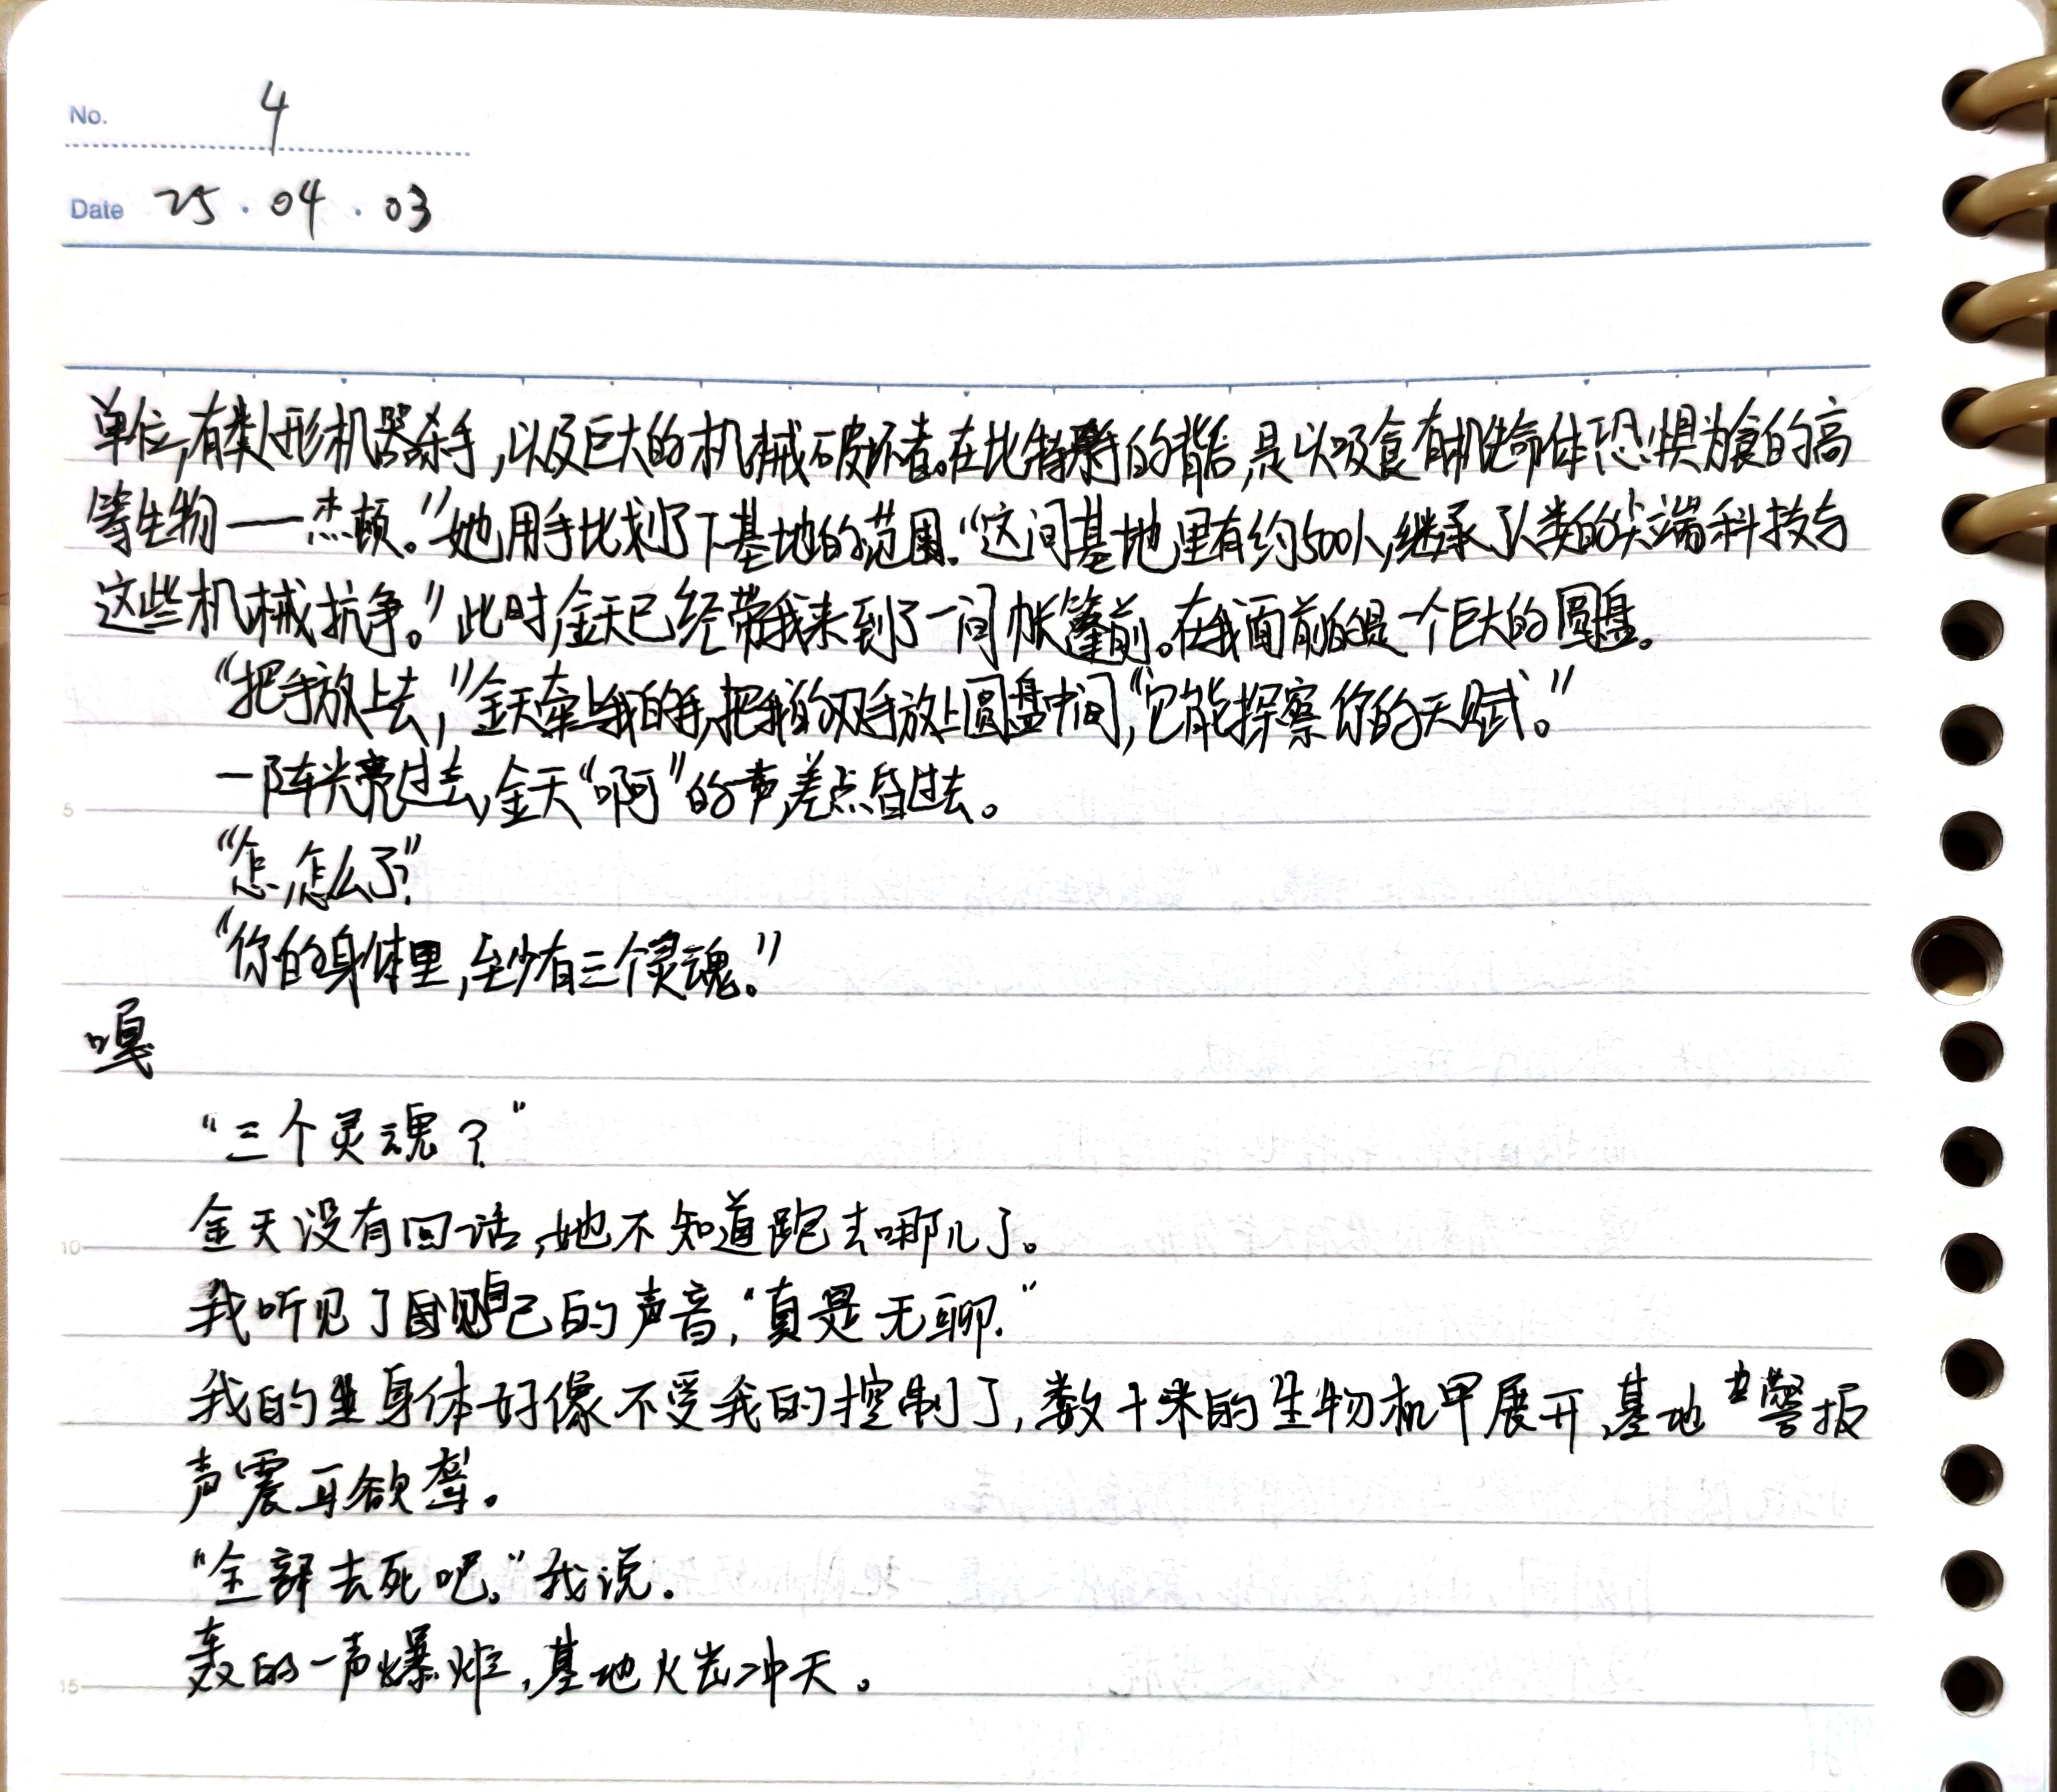 No. 4
Date 25.04.03
单位,有类人形机器杀手,以及巨大的机械破坏者。在比特爵的背后,是以吸食有机生命体恐惧为食的高
等生物——杰顿。”她用手比划了下基地的范围.“这间基地里有约500人,继承了人类的尖端科技与
这些机械抗争。”此时,金天已经带我来到了一间帐篷前。在我面前的是一个巨大的圆盘。
“把手放上去,”金天牵与我的手,把我的双手放上圆盘中间,“它能探察你的天赋。”
5
一阵光亮过去,金天“啊”的声,差点昏过去。
“怎,怎么了?”
“你的身体里,至少有三个灵魂。”
嘎
“三个灵魂?”
10
金天没有回话,她不知道跑去哪儿了。
我听见了自己的声音,“真是无聊.”
我的身体好像不受我的控制了,数十米的生物机甲展开,基地警报
声震耳欲聋。
“全部去死吧。”我说.
15
轰的一声爆炸,基地火光冲天。